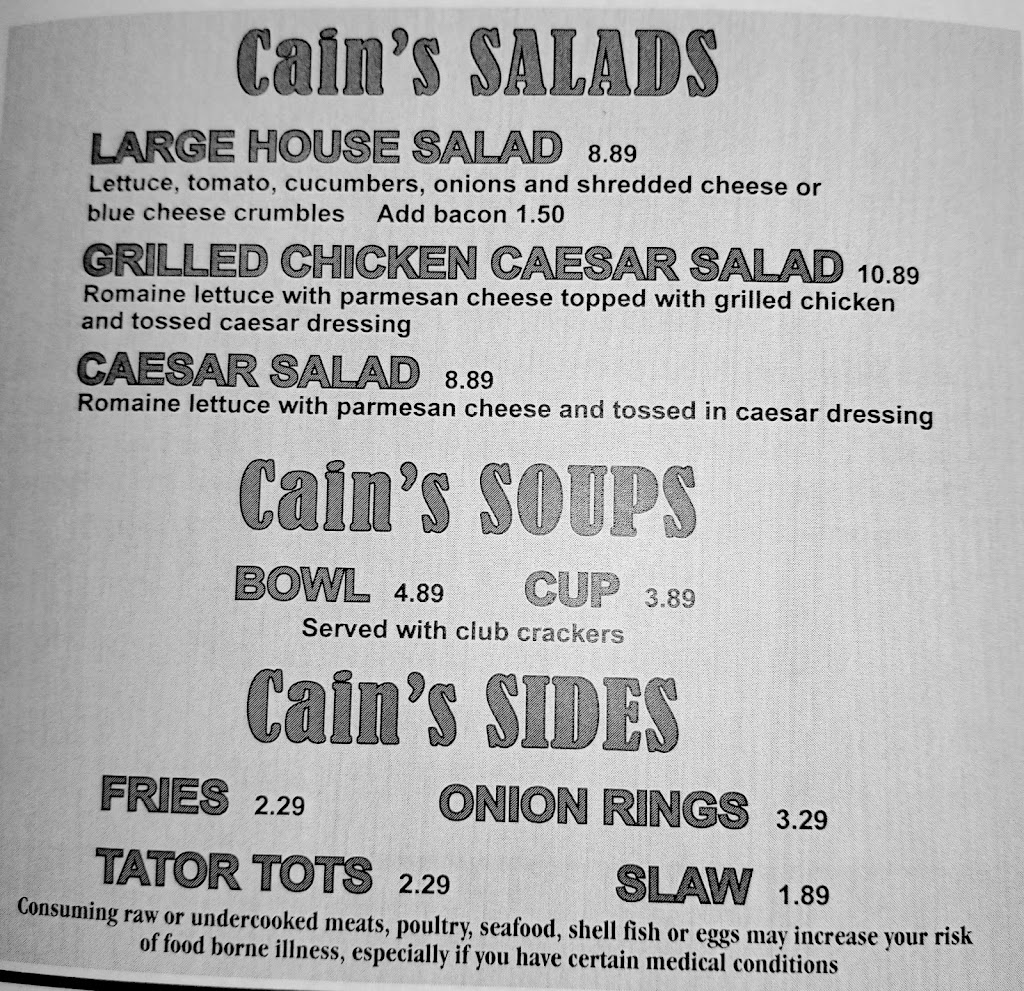 Cain's SALADS
LARGE HOUSE SALAD 8.89
Lettuce, tomato, cucumbers, onions and shredded cheese or
blue cheese crumbles Add bacon 1.50
GRILLED CHICKEN CAESAR SALAD 10.89
Romaine lettuce with parmesan cheese topped with grilled chicken
and tossed caesar dressing
CAESAR SALAD 8.89
Romaine lettuce with parmesan cheese and tossed in caesar dressing
Cain's SOUPS
BOWL 4.89 CUP 3.89
Served with club crackers
Cain's SIDES
FRIES 2.29 ONION RINGS 3.29
TATOR TOTS 2.29 SLAW 1.89
Consuming raw or undercooked meats, poultry, seafood, shell fish or eggs may increase your risk
of food borne illness, especially if you have certain medical conditions